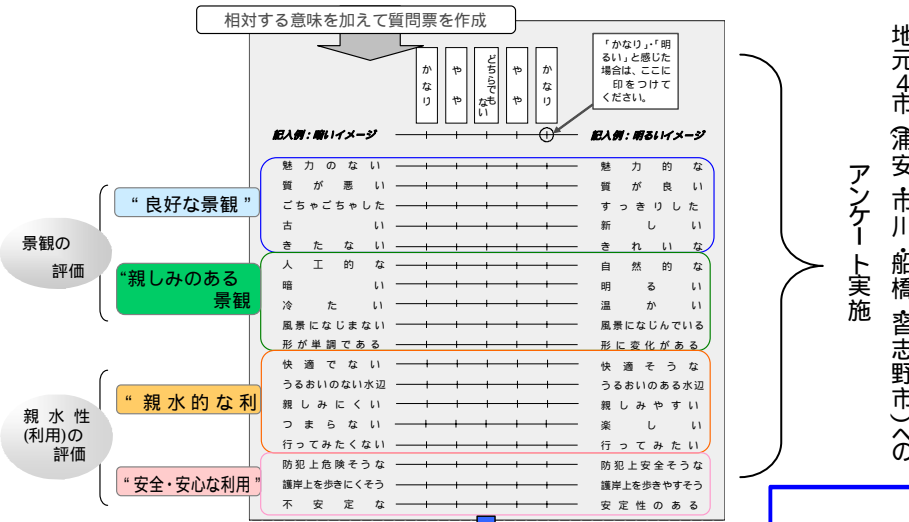 相対する意味を加えて質問票を作成
かなり
やや
どちらでもない
やや
かなり
「かなり」・「明
るい」と感じた
場合は、ここに
印をつけて
ください。
記入例：暗いイメージ
記入例：明るいイメージ
魅力のない 魅力的な
質が悪い 質が良い
ごちゃごちゃした すっきりした
古い 新しい
きたない きれいな
人工的な 自然的な
暗い 明るい
冷たい 温かい
風景になじまない 風景になじんでいる
形が単調である 形に変化がある
快適でない 快適そうな
うるおいのない水辺 うるおいのある水辺
親しみにくい 親しみやすい
つまらない 楽しい
行ってみたくない 行ってみたい
防犯上危険そうな 防犯上安全そうな
護岸上を歩きにくそう 護岸上を歩きやすそう
不安定な 安定性のある
景観の
評価
“良好な景観”
“親しみのある
景観
親水性
(利用)の
評価
“親水的な利
“安全・安心な利用”
地元４市（浦安・市川・船橋・習志野市）への
アンケート実施